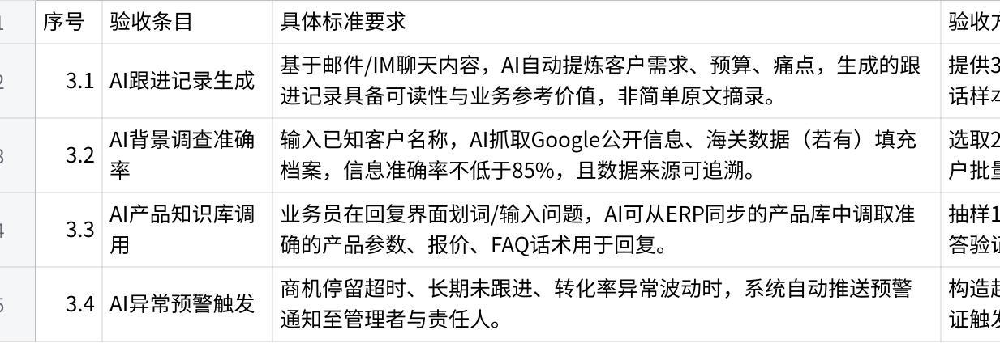 序号 验收条目 具体标准要求 验收
2 3.1 AI跟进记录生成 基于邮件/IM聊天内容，AI自动提炼客户需求、预算、痛点，生成的跟 提供3
进记录具备可读性与业务参考价值，非简单原文摘录。 话样本
3 3.2 AI背景调查准确 输入已知客户名称，AI抓取Google公开信息、海关数据（若有）填充 选取2
率 档案，信息准确率不低于85%，且数据来源可追溯。 户批量
4 3.3 AI产品知识库调 业务员在回复界面划词/输入问题，AI可从ERP同步的产品库中调取准 抽样1
用 确的产品参数、报价、FAQ话术用于回复。 答验证
5 3.4 AI异常预警触发 商机停留超时、长期未跟进、转化率异常波动时，系统自动推送预警 构造超
通知至管理者与责任人。 证触发